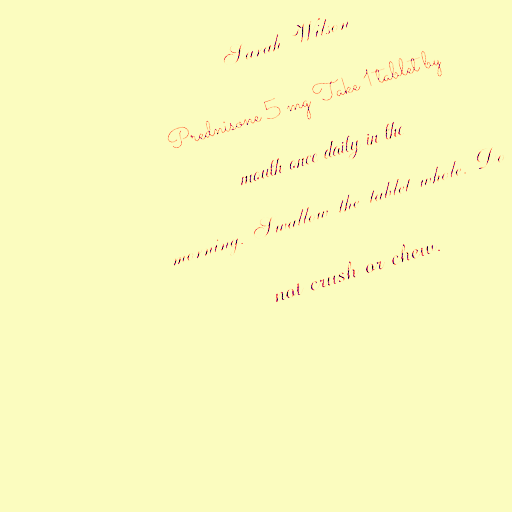 Sarah Wilson
Prednisone 5 mg Take 1 tablet by
mouth once daily in the
morning. Swallow the tablet whole. Do
not crush or chew.